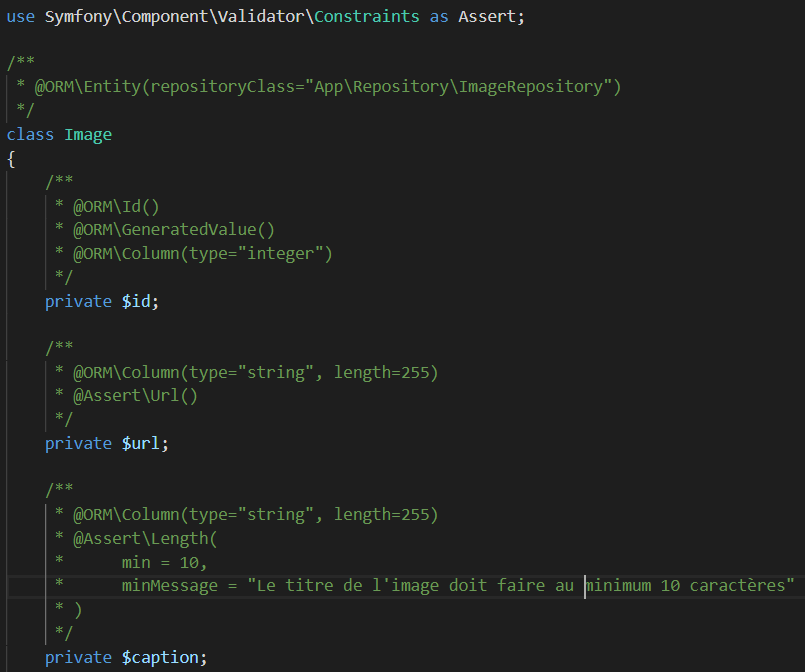 use Symfony\Component\Validator\Constraints as Assert;
/**
 * @ORM\Entity(repositoryClass="App\Repository\ImageRepository")
 */
class Image
{
    /**
     * @ORM\Id()
     * @ORM\GeneratedValue()
     * @ORM\Column(type="integer")
     */
    private $id;
    /**
     * @ORM\Column(type="string", length=255)
     * @Assert\Url()
     */
    private $url;
    /**
     * @ORM\Column(type="string", length=255)
     * @Assert\Length(
     *      min = 10,
     *      minMessage = "Le titre de l'image doit faire au minimum 10 caractères"
     * )
     */
    private $caption;